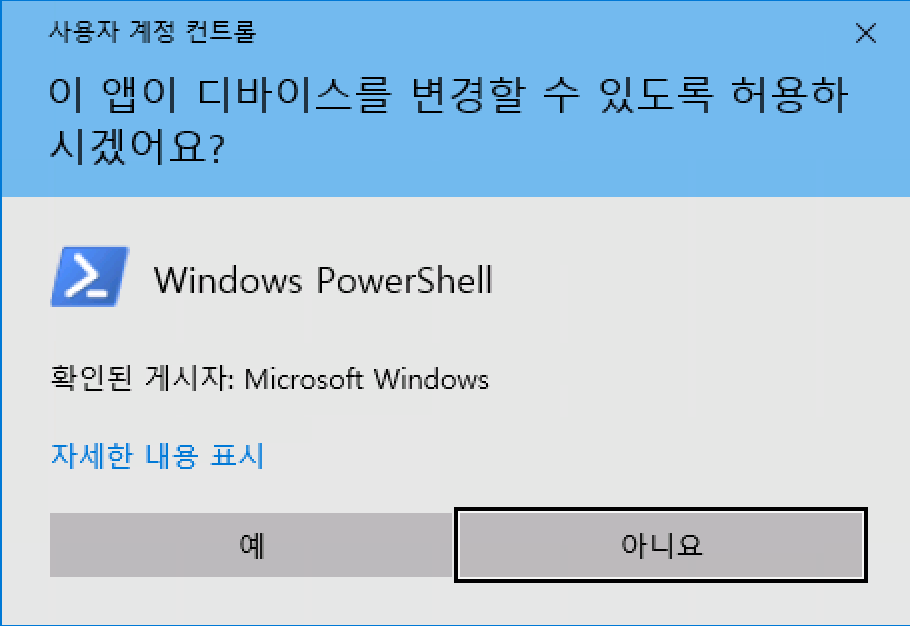 사용자 계정 컨트롤
이 앱이 디바이스를 변경할 수 있도록 허용하
시겠어요?
Windows PowerShell
확인된 게시자: Microsoft Windows
자세한 내용 표시
예
아니요